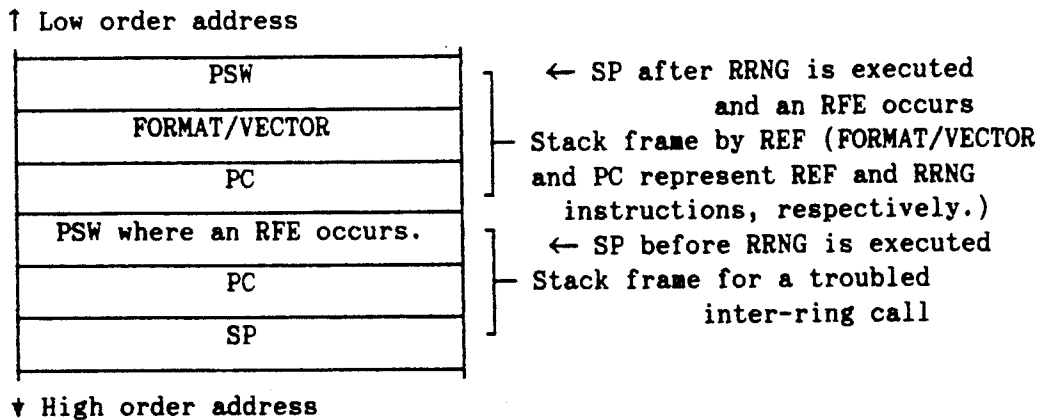 ↑ Low order address
PSW
← SP after RRNG is executed
and an RFE occurs
FORMAT/VECTOR
Stack frame by REF (FORMAT/VECTOR
PC
and PC represent REF and RRNG
instructions, respectively.)
PSW where an RFE occurs.
← SP before RRNG is executed
PC
Stack frame for a troubled
inter-ring call
SP
↓ High order address